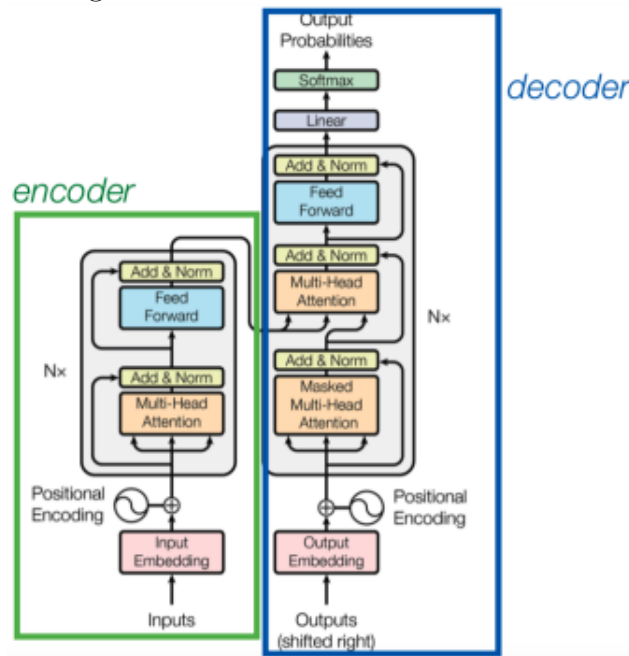 Output
Probabilities
Softmax
decoder
Linear
Add & Norm
Feed
Forward
encoder
Add & Norm
Multi-Head
Attention
Add & Norm
Feed
Forward
N×
N×
Add & Norm
Masked
Multi-Head
Attention
Add & Norm
Multi-Head
Attention
Positional
Encoding
Positional
Encoding
Input
Embedding
Output
Embedding
Inputs
Outputs
(shifted right)